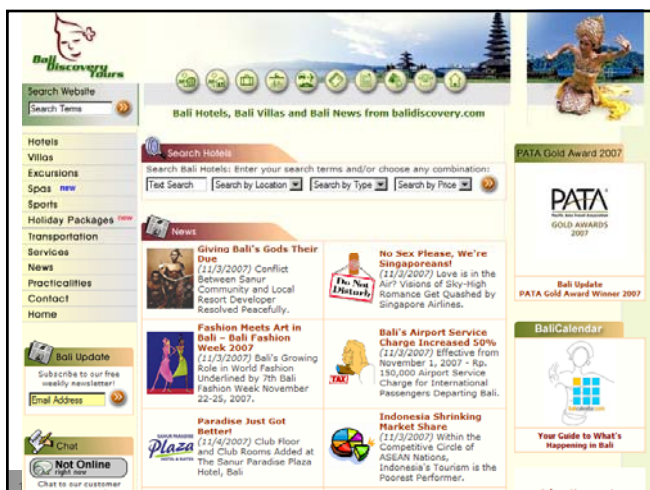 Bali
Discovery
Tours
Search Website
Search Terms
Bali Hotels, Bali Villas and Bali News from balidiscovery.com
Hotels
Villas
Excursions
Spas new
Sports
Holiday Packages new
Transportation
Services
News
Practicalities
Contact
Home
Bali Update
Subscribe to our free
weekly newsletter!
Email Address
Chat
Not Online
right now
Chat to our customer
Search Hotels
Search Bali Hotels: Enter your search terms and/or choose any combination:
Text Search
Search by Location
Search by Type
Search by Price
News
Giving Bali's Gods Their
Due
(11/3/2007) Conflict
Between Sanur
Community and Local
Resort Developer
Resolved Peacefully.
Do Not
Disturb
No Sex Please, We're
Singaporeans!
(11/3/2007) Love is in the
Air? Visions of Sky-High
Romance Get Quashed by
Singapore Airlines.
Fashion Meets Art in
Bali – Bali Fashion
Week 2007
(11/3/2007) Bali's Growing
Role in World Fashion
Underlined by 7th Bali
Fashion Week November
22-25, 2007.
TAX
Bali's Airport Service
Charge Increased 50%
(11/3/2007) Effective from
November 1, 2007 - Rp.
150,000 Airport Service
Charge for International
Passengers Departing Bali.
SANUR PARADISE
Plaza
HOTEL & SUITES
Paradise Just Got
Better!
(11/4/2007) Club Floor
and Club Rooms Added at
The Sanur Paradise Plaza
Hotel, Bali
Indonesia Shrinking
Market Share
(11/3/2007) Within the
Competitive Circle of
ASEAN Nations,
Indonesia's Tourism is the
Poorest Performer.
PATA Gold Award 2007
PATA
Pacific Asia Travel Association
GOLD AWARDS
2007
Bali Update
PATA Gold Award Winner 2007
BaliCalendar
Your Guide to What's
Happening in Bali